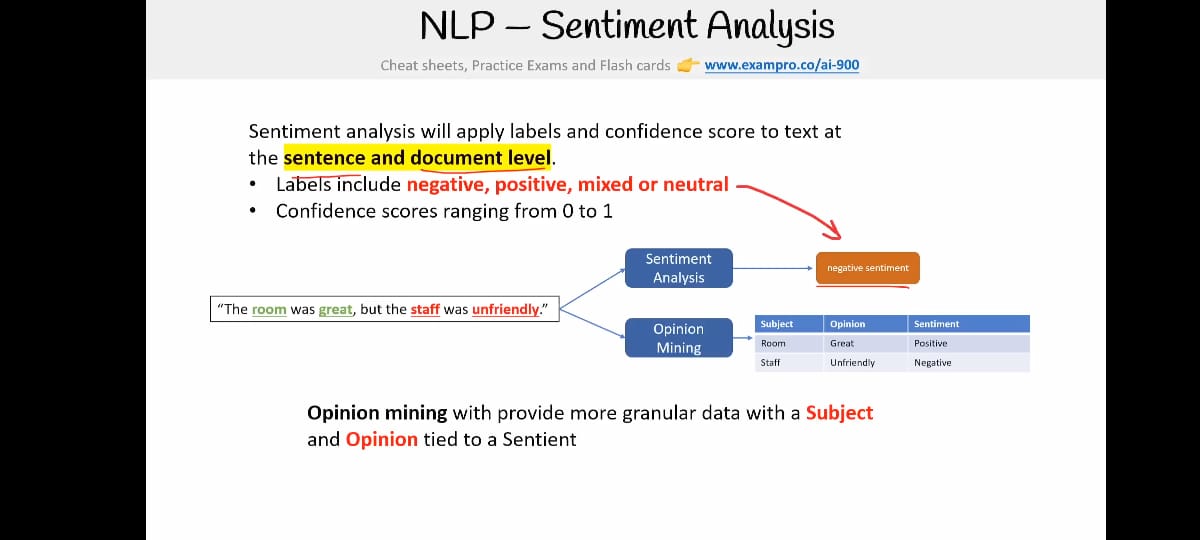 NLP – Sentiment Analysis
Cheat sheets, Practice Exams and Flash cards 👉 www.exampro.co/ai-900
Sentiment analysis will apply labels and confidence score to text at
the sentence and document level.
• Labels include negative, positive, mixed or neutral
• Confidence scores ranging from 0 to 1
Sentiment
Analysis
negative sentiment
“The room was great, but the staff was unfriendly.”
Opinion
Mining
Subject Opinion Sentiment
Room Great Positive
Staff Unfriendly Negative
Opinion mining with provide more granular data with a Subject
and Opinion tied to a Sentient